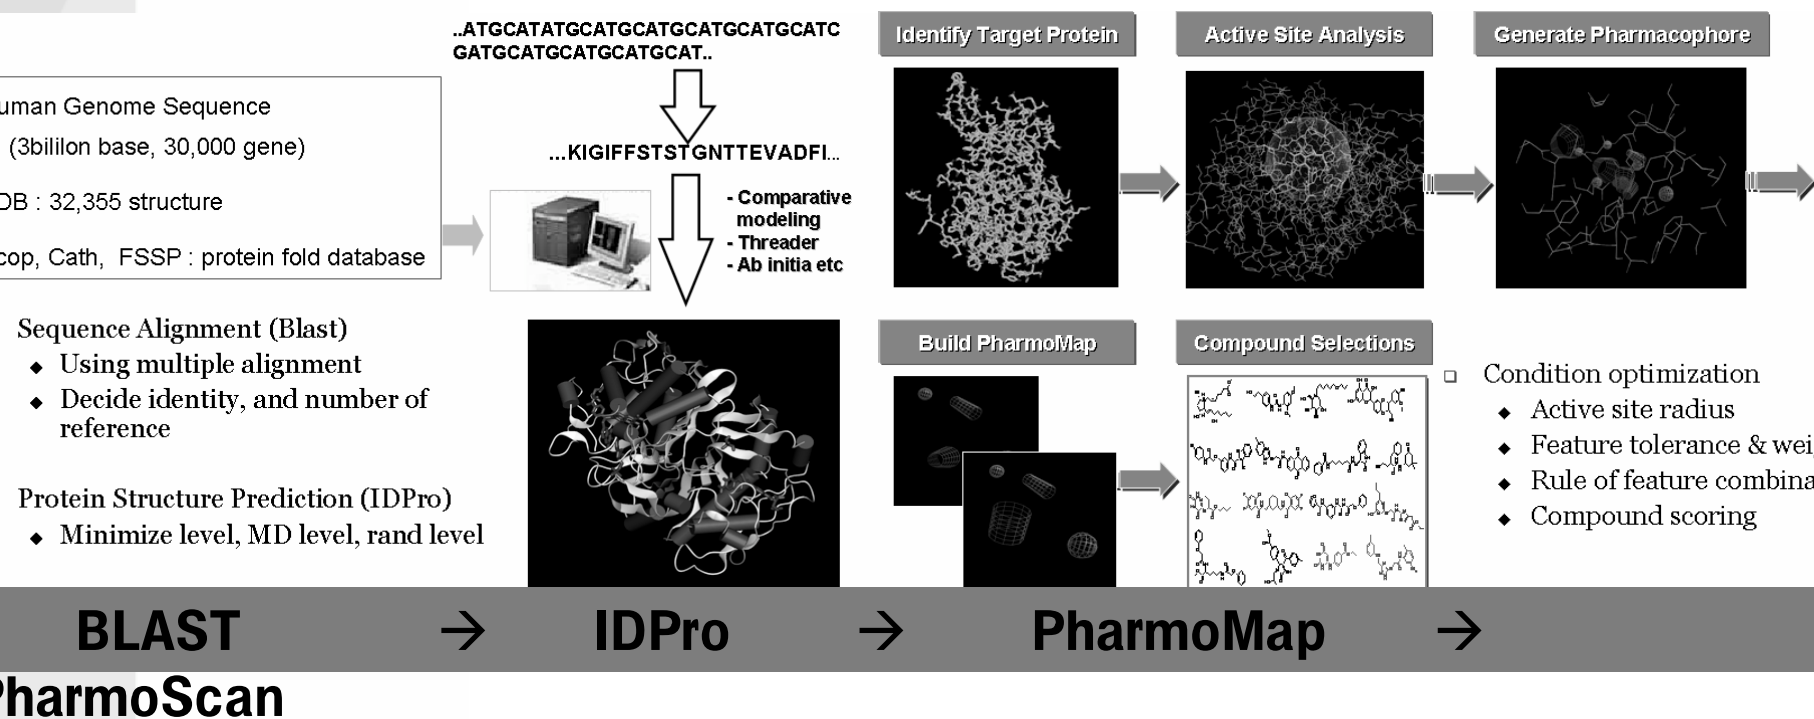 ..ATGCATATGCATGCATGCATGCATGCATC
GATGCATGCATGCATGCAT..
uman Genome Sequence
(3bililon base, 30,000 gene)
DB : 32,355 structure
cop, Cath, FSSP : protein fold database
...KIGIFFSTSTGNTTEVADFI...
- Comparative
modeling
- Threader
- Ab initia etc
Sequence Alignment (Blast)
◆ Using multiple alignment
◆ Decide identity, and number of
reference
Protein Structure Prediction (IDPro)
◆ Minimize level, MD level, rand level
Identify Target Protein
Active Site Analysis
Generate Pharmacophore
Build PharmoMap
Compound Selections
❑ Condition optimization
◆ Active site radius
◆ Feature tolerance & wei
◆ Rule of feature combina
◆ Compound scoring
BLAST → IDPro → PharmoMap →
PharmoScan